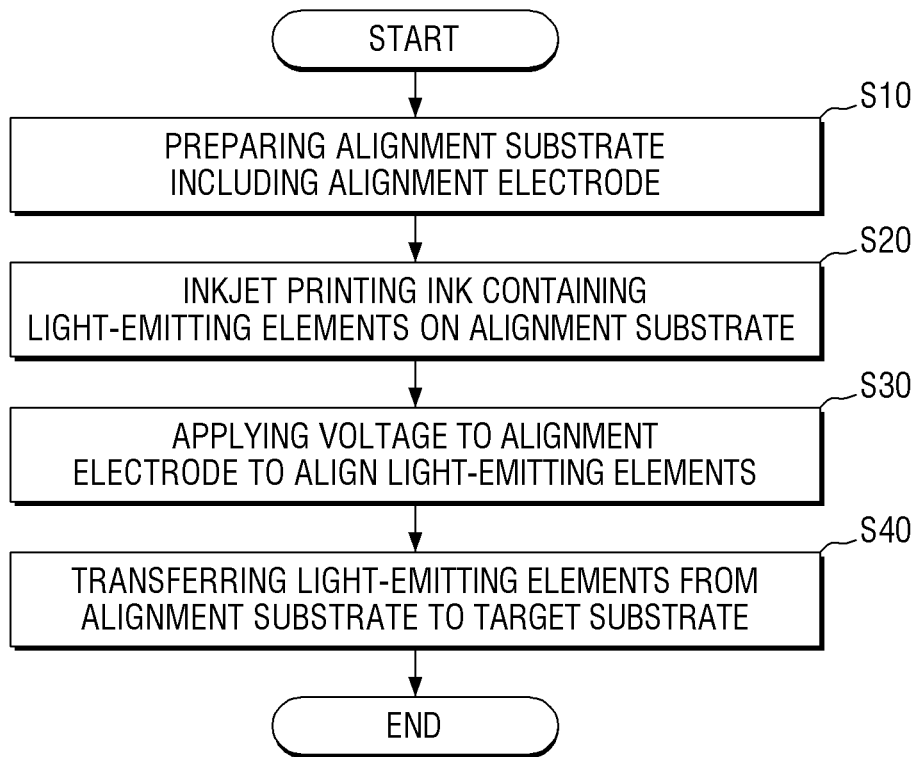 START
S10
PREPARING ALIGNMENT SUBSTRATE
INCLUDING ALIGNMENT ELECTRODE
S20
INKJET PRINTING INK CONTAINING
LIGHT-EMITTING ELEMENTS ON ALIGNMENT SUBSTRATE
S30
APPLYING VOLTAGE TO ALIGNMENT
ELECTRODE TO ALIGN LIGHT-EMITTING ELEMENTS
S40
TRANSFERRING LIGHT-EMITTING ELEMENTS FROM
ALIGNMENT SUBSTRATE TO TARGET SUBSTRATE
END